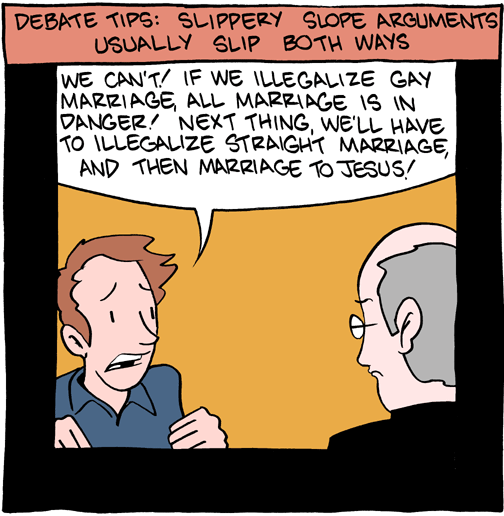 DEBATE TIPS: SLIPPERY SLOPE ARGUMENTS
USUALLY SLIP BOTH WAYS
WE CAN'T! IF WE ILLEGALIZE GAY
MARRIAGE, ALL MARRIAGE IS IN
DANGER! NEXT THING, WE'LL HAVE
TO ILLEGALIZE STRAIGHT MARRIAGE,
AND THEN MARRIAGE TO JESUS!